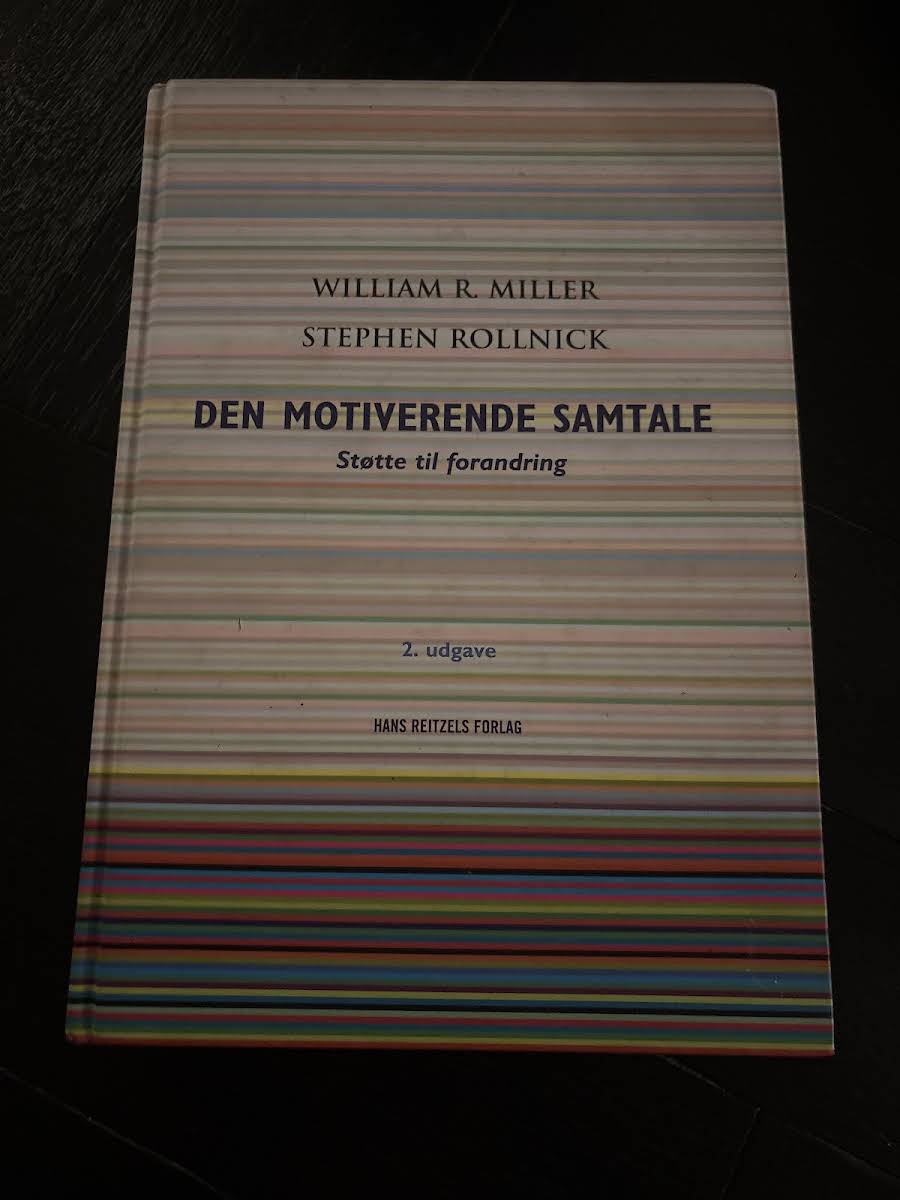 WILLIAM R. MILLER
STEPHEN ROLLNICK
DEN MOTIVERENDE SAMTALE
Støtte til forandring
2. udgave
HANS REITZELS FORLAG